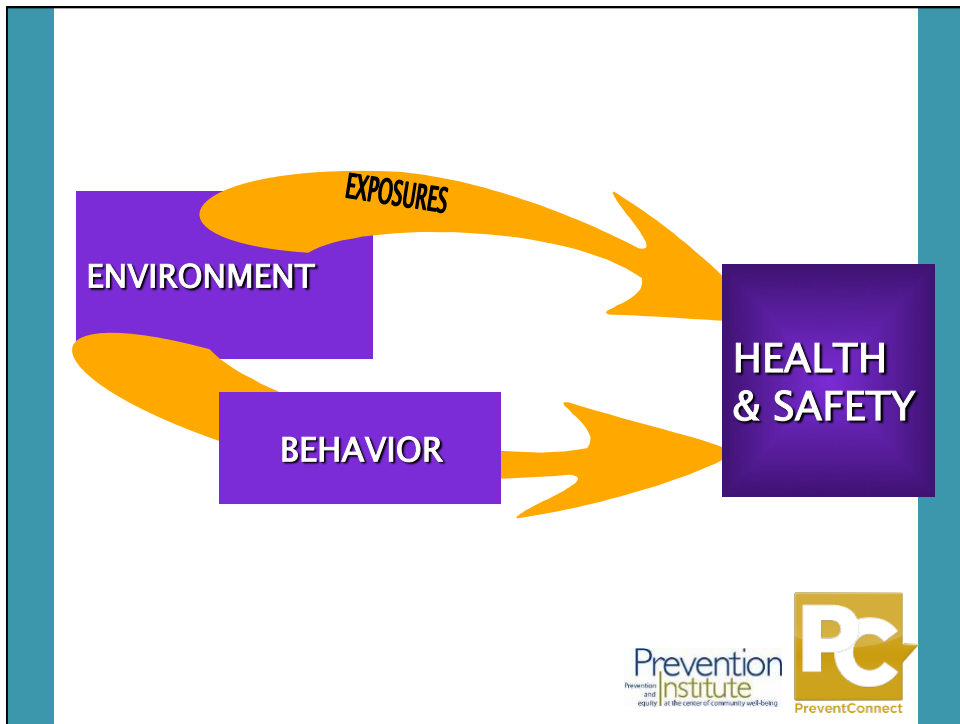 EXPOSURES
ENVIRONMENT
HEALTH
& SAFETY
BEHAVIOR
Prevention
Prevention
and
equity
Institute
at the center of community well-being
PC
PreventConnect